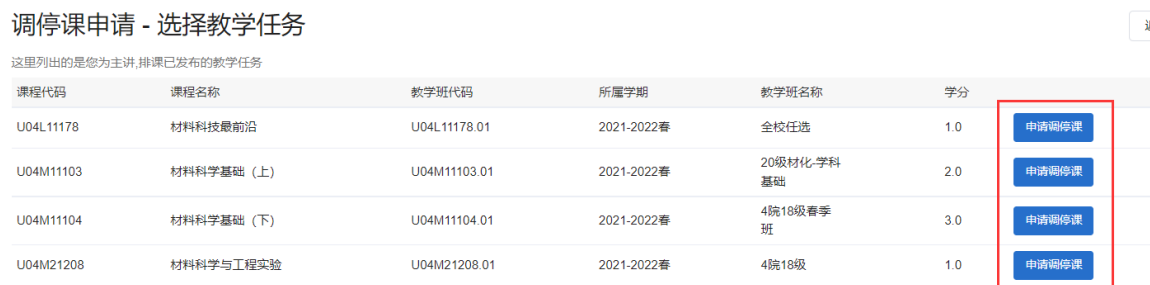 调停课申请 - 选择教学任务
这里列出的是您为主讲,排课已发布的教学任务
课程代码 课程名称 教学班代码 所属学期 教学班名称 学分
U04L11178 材料科技最前沿 U04L11178.01 2021-2022春 全校任选 1.0 申请调停课
U04M11103 材料科学基础（上） U04M11103.01 2021-2022春 20级材化-学科 2.0 申请调停课
基础
U04M11104 材料科学基础（下） U04M11104.01 2021-2022春 4院18级春季 3.0 申请调停课
班
U04M21208 材料科学与工程实验 U04M21208.01 2021-2022春 4院18级 1.0 申请调停课